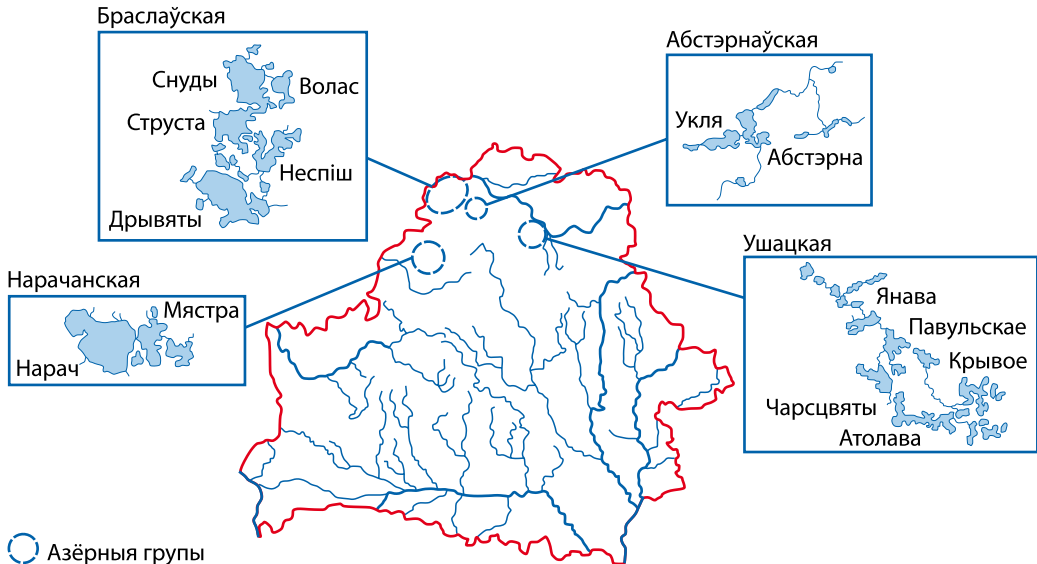 Браслаўская
Снуды
Волас
Струста
Неспіш
Дрывяты
Абстэрнаўская
Укля
Абстэрна
Нарачанская
Мястра
Нарач
Ушацкая
Янава
Павульскае
Крывое
Чарсцвяты
Атолава
Азёрныя групы